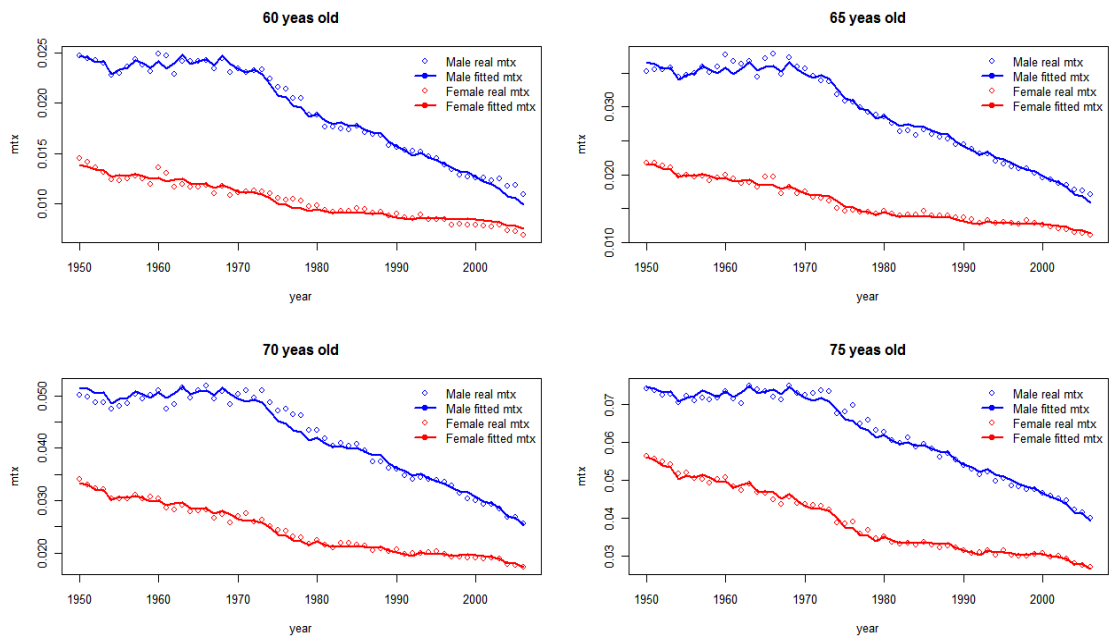 60 yeas old
mtx
0.010 0.015 0.020 0.025
Male real mtx
Male fitted mtx
Female real mtx
Female fitted mtx
1950 1960 1970 1980 1990 2000
year
65 yeas old
mtx
0.010 0.020 0.030
Male real mtx
Male fitted mtx
Female real mtx
Female fitted mtx
1950 1960 1970 1980 1990 2000
year
70 yeas old
mtx
0.020 0.030 0.040 0.050
Male real mtx
Male fitted mtx
Female real mtx
Female fitted mtx
1950 1960 1970 1980 1990 2000
year
75 yeas old
mtx
0.03 0.04 0.05 0.06 0.07
Male real mtx
Male fitted mtx
Female real mtx
Female fitted mtx
1950 1960 1970 1980 1990 2000
year